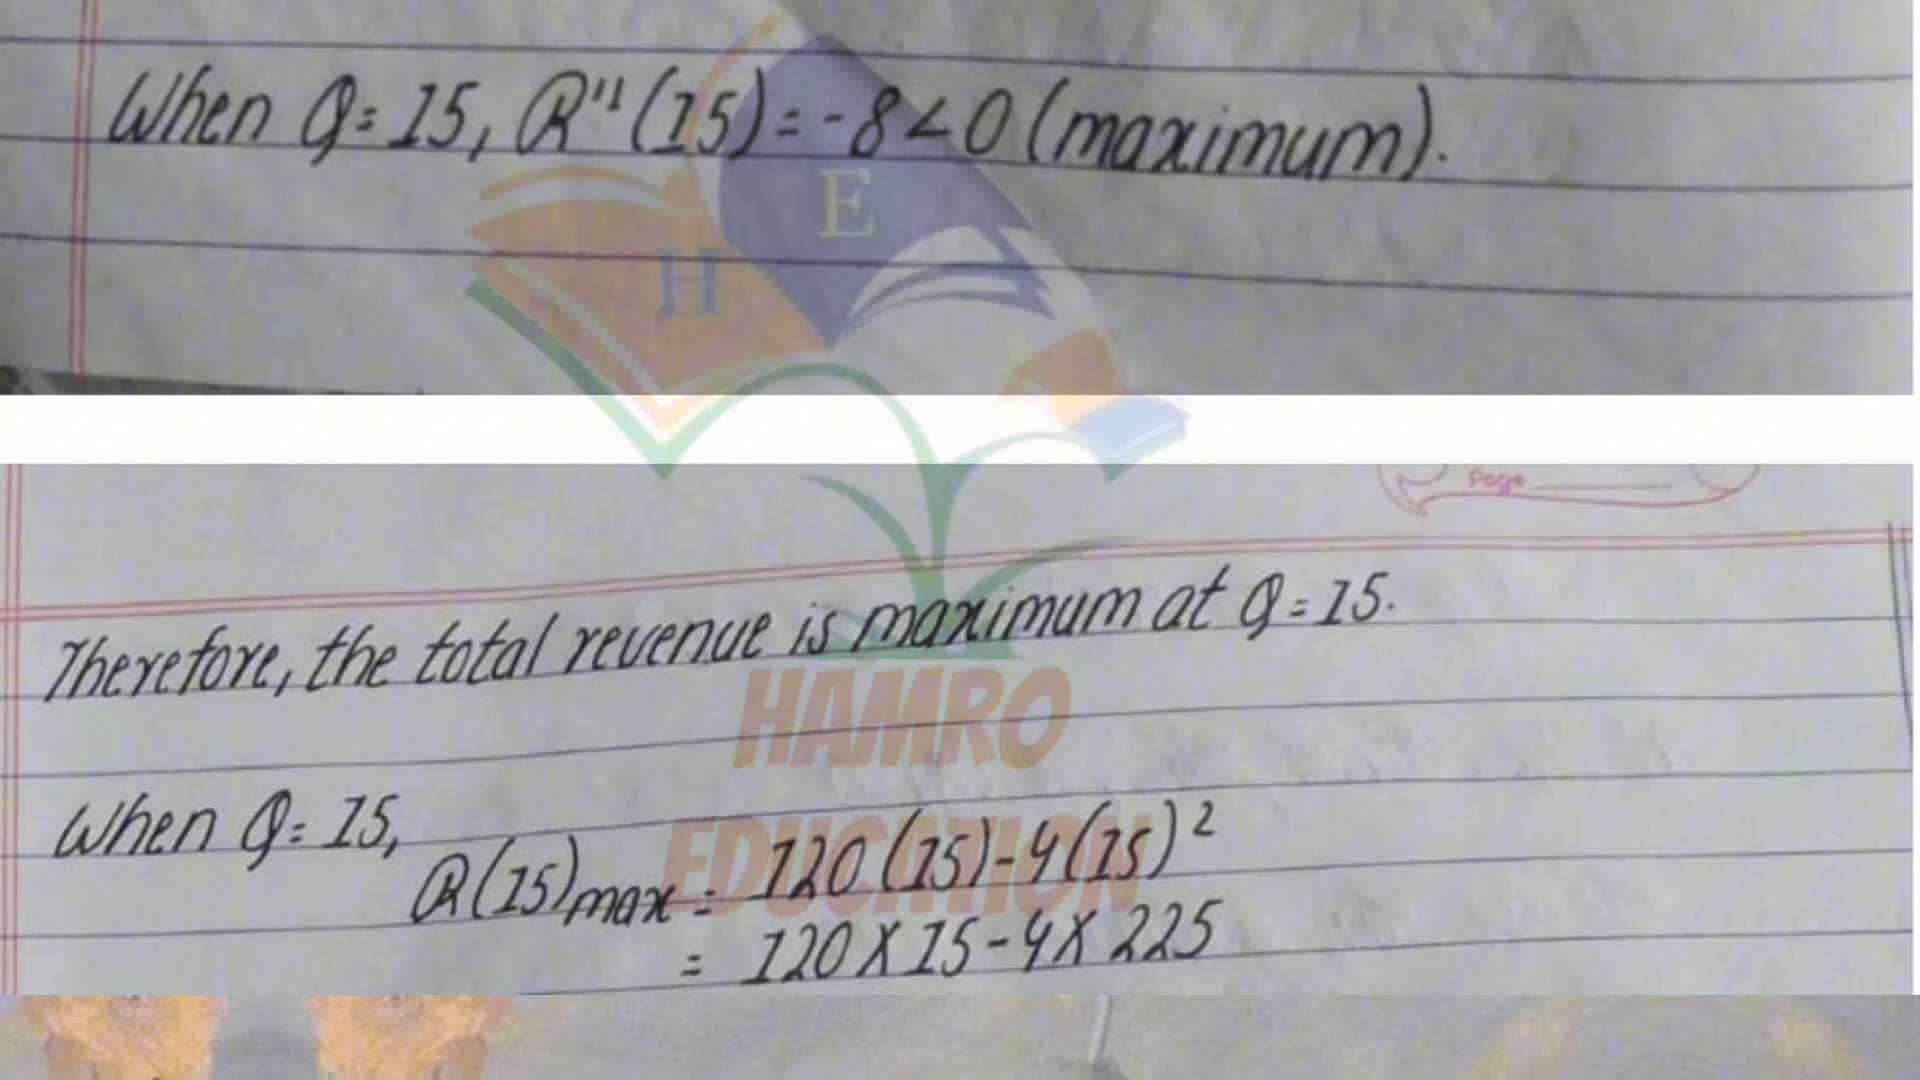 When Q = 15, R''(15) = -8 < 0 (maximum).
E
H
Page
Therefore, the total revenue is maximum at Q = 15.
HAMRO
When Q = 15,
EDUCATION
R(15)max = 120 (15) - 4(15)²
= 120 X 15 - 4 X 225